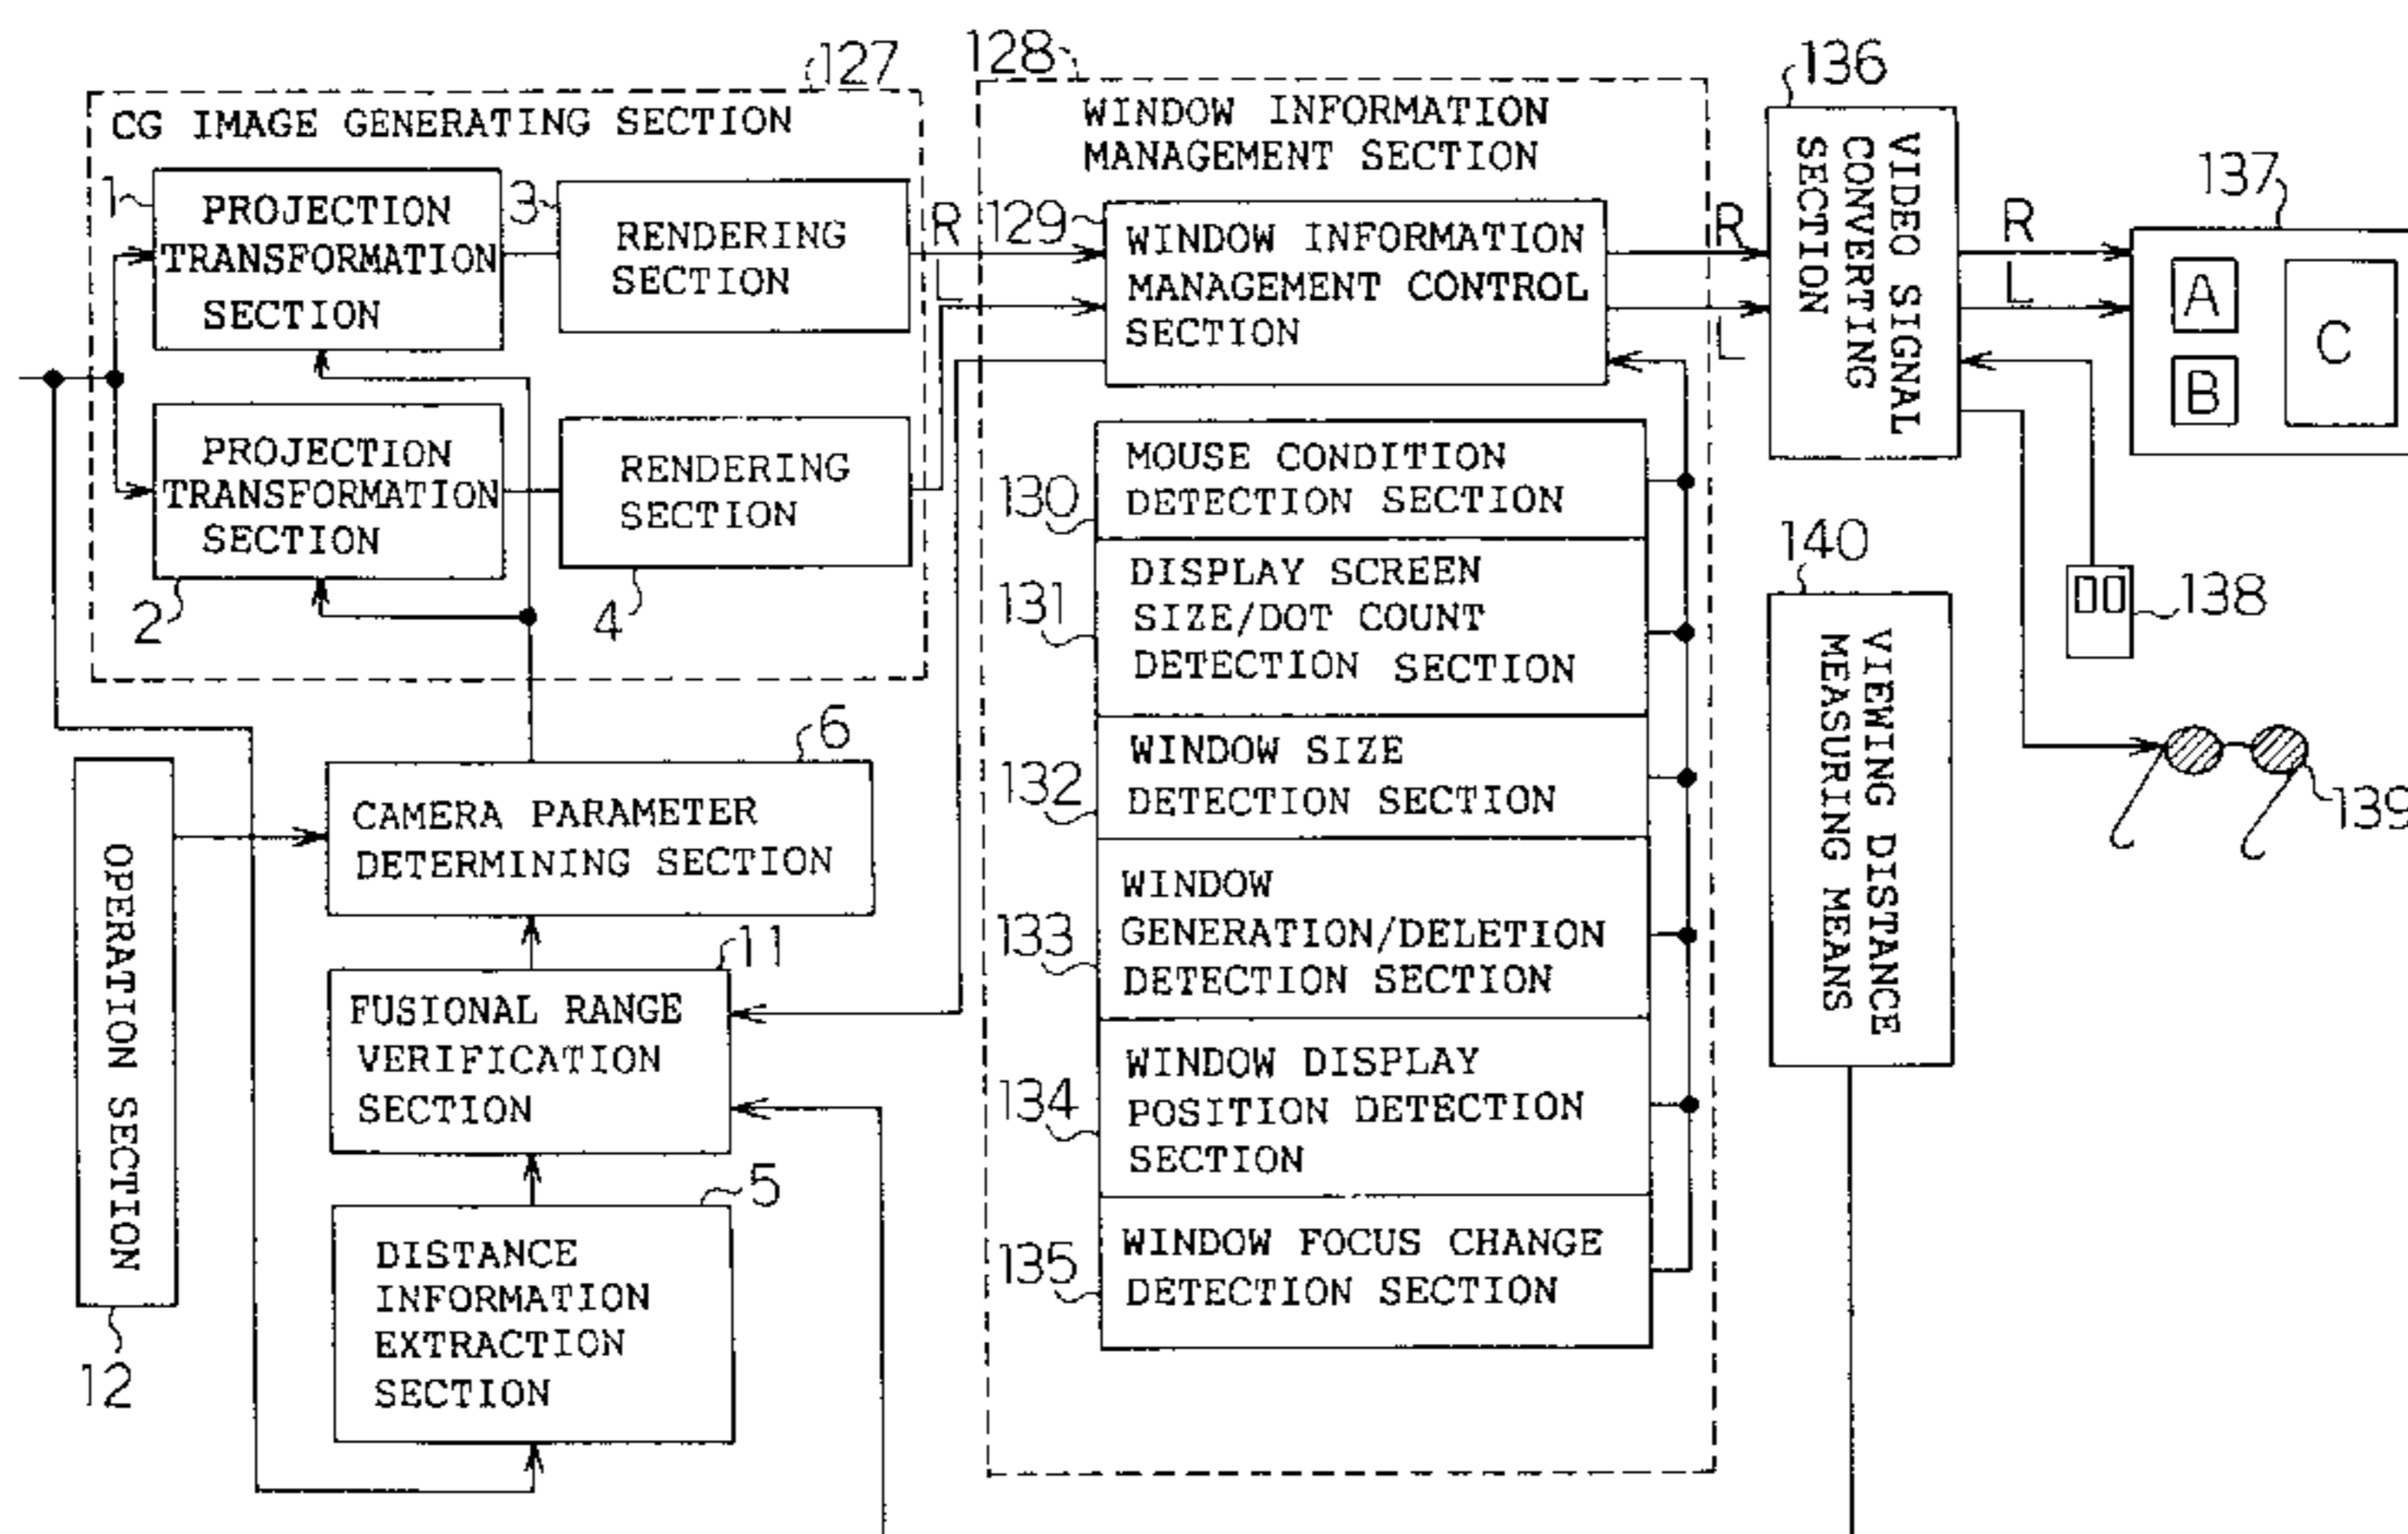 127
128
136
CG IMAGE GENERATING SECTION
WINDOW INFORMATION
MANAGEMENT SECTION
VIDEO SIGNAL
CONVERTING
SECTION
137
1
PROJECTION
TRANSFORMATION
SECTION
3
RENDERING
SECTION
R
L
129
WINDOW INFORMATION
MANAGEMENT CONTROL
SECTION
R
L
R
L
A
B
C
2
PROJECTION
TRANSFORMATION
SECTION
4
RENDERING
SECTION
130
MOUSE CONDITION
DETECTION SECTION
131
DISPLAY SCREEN
SIZE/DOT COUNT
DETECTION SECTION
132
WINDOW SIZE
DETECTION SECTION
133
WINDOW
GENERATION/DELETION
DETECTION SECTION
134
WINDOW DISPLAY
POSITION DETECTION
SECTION
135
WINDOW FOCUS CHANGE
DETECTION SECTION
140
VIEWING DISTANCE
MEASURING MEANS
138
139
6
CAMERA PARAMETER
DETERMINING SECTION
OPERATION SECTION
12
11
FUSIONAL RANGE
VERIFICATION
SECTION
5
DISTANCE
INFORMATION
EXTRACTION
SECTION